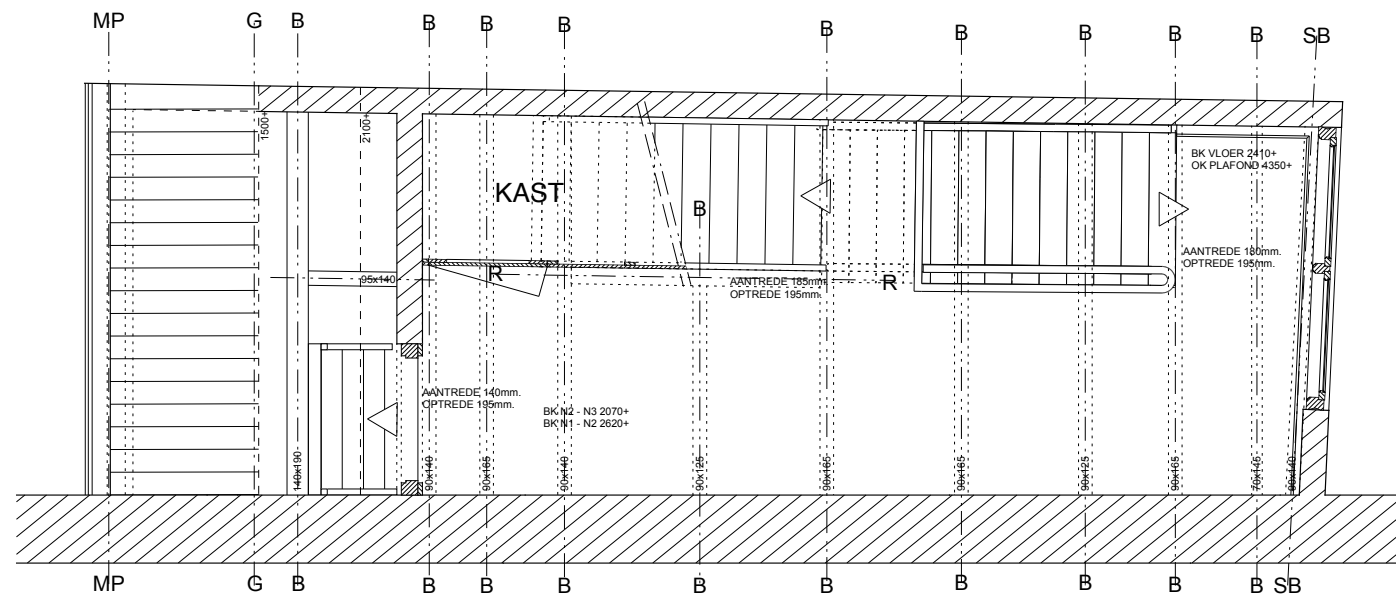 MP G B B B B B B B B B SB
1500+
2100+
KAST
B
BK VLOER 2410+
OK PLAFOND 4350+
R
95x140
AANTREDE 185mm.
OPTREDE 195mm.
R
AANTREDE 180mm.
OPTREDE 195mm.
AANTREDE 140mm.
OPTREDE 195mm.
BK N2 - N3 2070+
BK N1 - N2 2620+
140x190
90x140
90x165
90x140
90x125
90x165
90x165
90x125
90x165
70x145
80x140
MP G B B B B B B B B B B SB